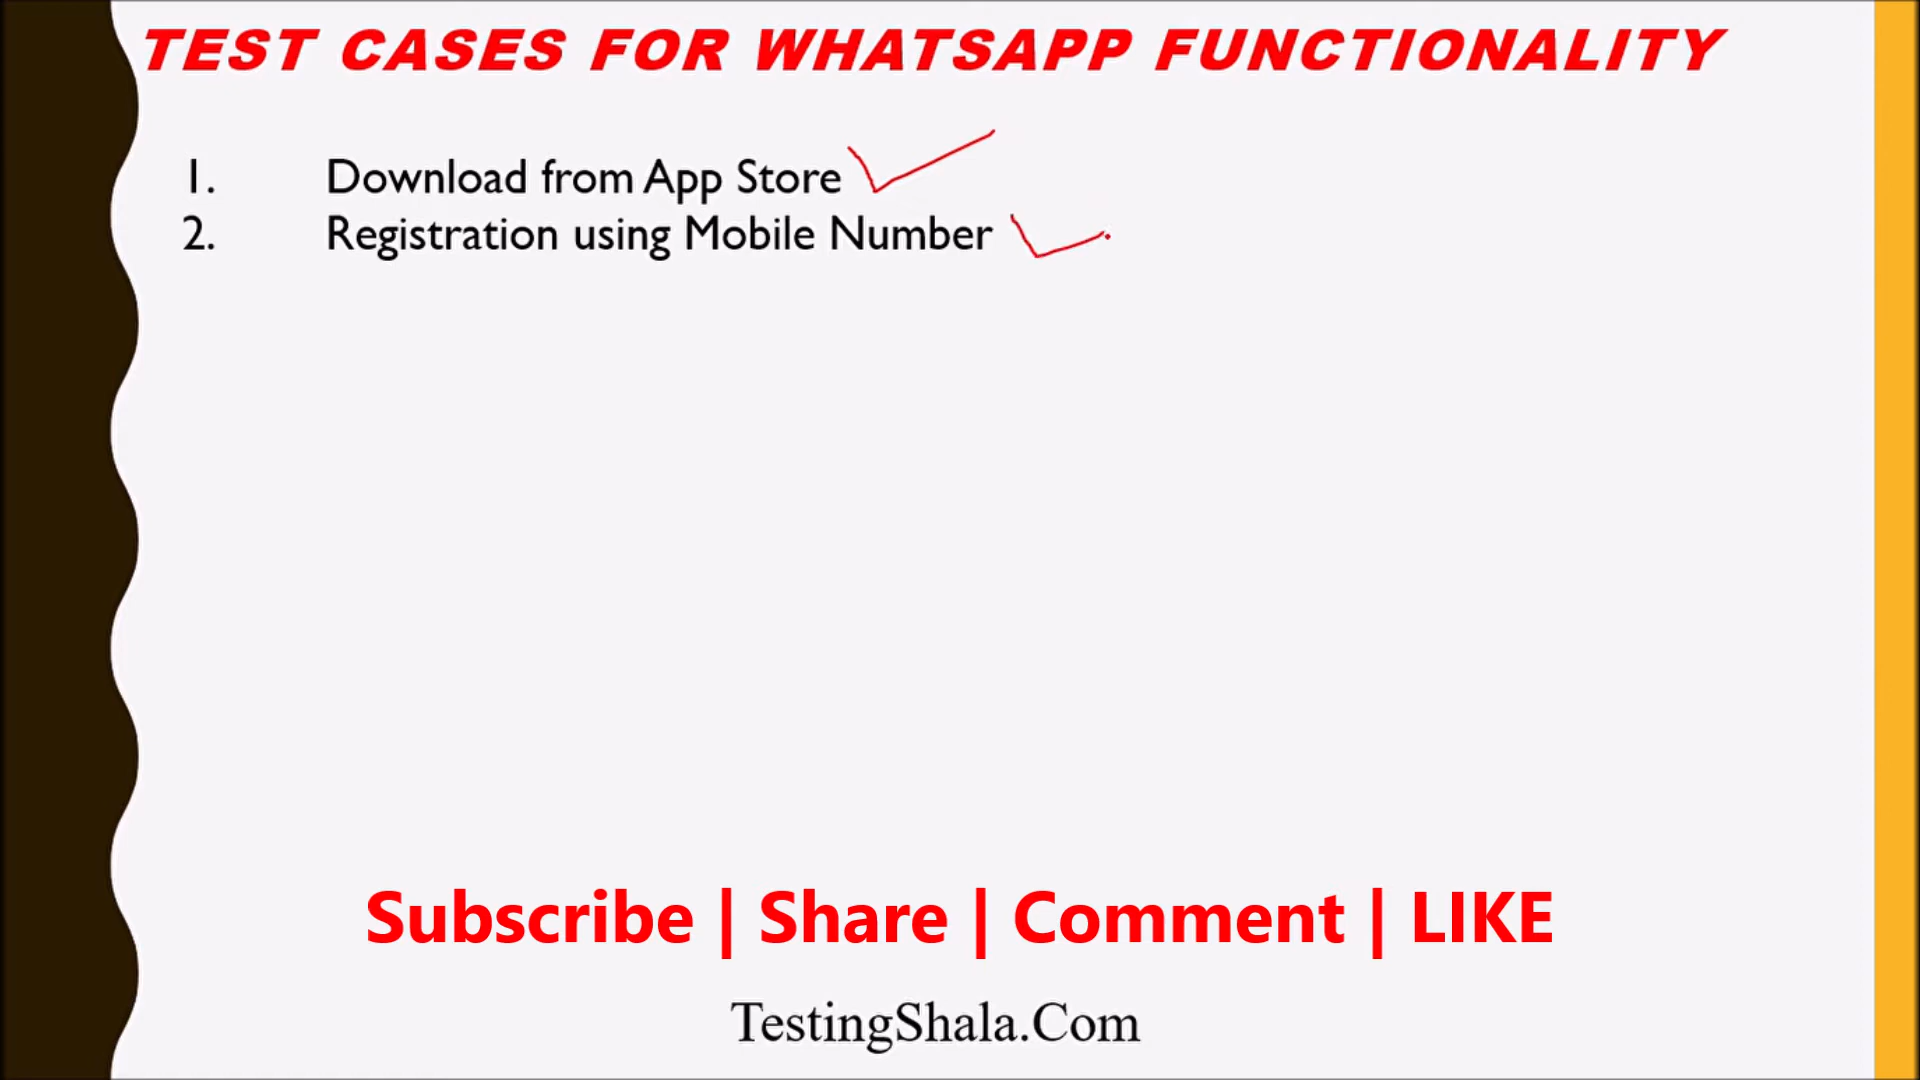 TEST CASES FOR WHATSAPP FUNCTIONALITY
1. Download from App Store
2. Registration using Mobile Number
Subscribe | Share | Comment | LIKE
TestingShala.Com